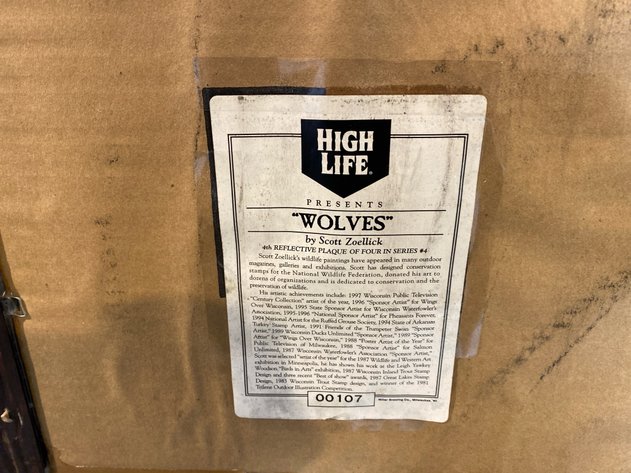 HIGH
LIFE®
PRESENTS
"WOLVES"
by Scott Zoellick
4th REFLECTIVE PLAQUE OF FOUR IN SERIES #4
Scott Zoellick's wildlife paintings have appeared in many outdoor
magazines, galleries and exhibitions. Scott has designed conservation
stamps for the National Wildlife Federation, donated his art to
dozens of organizations and is dedicated to conservation and the
preservation of wildlife.
His artistic achievements include: 1997 Wisconsin Public Television
"Century Collection" artist of the year, 1996 "Sponsor Artist" for Wings
Over Wisconsin, 1995 State Sponsor Artist for Wisconsin Waterfowler's
Association, 1995-1996 "National Sponsor Artist" for Pheasants Forever,
1994 National Artist for the Ruffed Grouse Society, 1994 State of Arkansas
Turkey Stamp Artist, 1991 Friends of the Trumpeter Swan "Sponsor
Artist," 1989 Wisconsin Ducks Unlimited "Sponsor Artist," 1989 "Sponsor
Artist" for "Wings Over Wisconsin," 1988 "Poster Artist of the Year" for
Public Television of Milwaukee, 1988 "Sponsor Artist" for Salmon
Unlimited, 1987 Wisconsin Waterfowler's Association "Sponsor Artist,"
Scott was selected "artist of the year" for the 1987 Wildlife and Western Art
exhibition in Minneapolis, he has shown his work at the Leigh Yawkey
Woodson "Birds in Arts" exhibition, 1987 Wisconsin Inland Trout Stamp
Design and three recent "Best of show" awards, 1987 Great Lakes Stamp
Design, 1983 Wisconsin Trout Stamp design, and winner of the 1981
Trilene Outdoor Illustration Competition.
00107
Miller Brewing Co., Milwaukee, WI